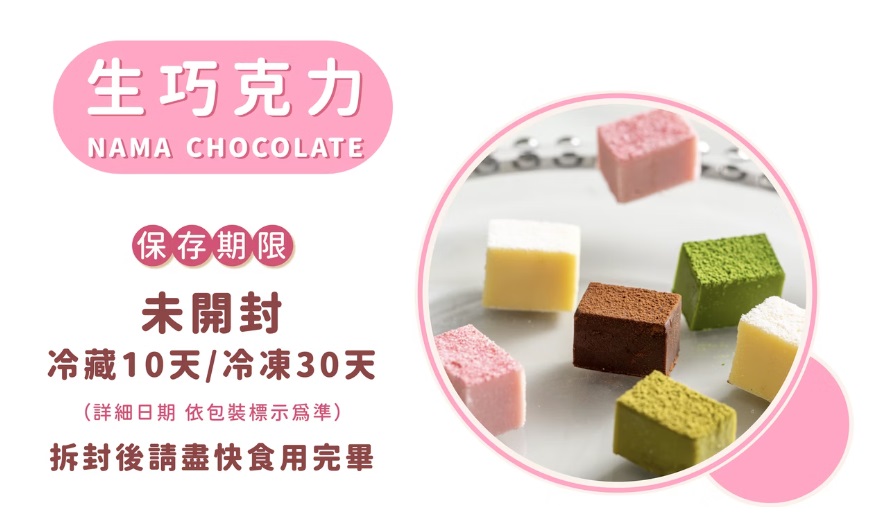 生巧克力
NAMA CHOCOLATE
保存期限
未開封
冷藏10天/冷凍30天
(詳細日期 依包裝標示爲準)
拆封後請盡快食用完畢